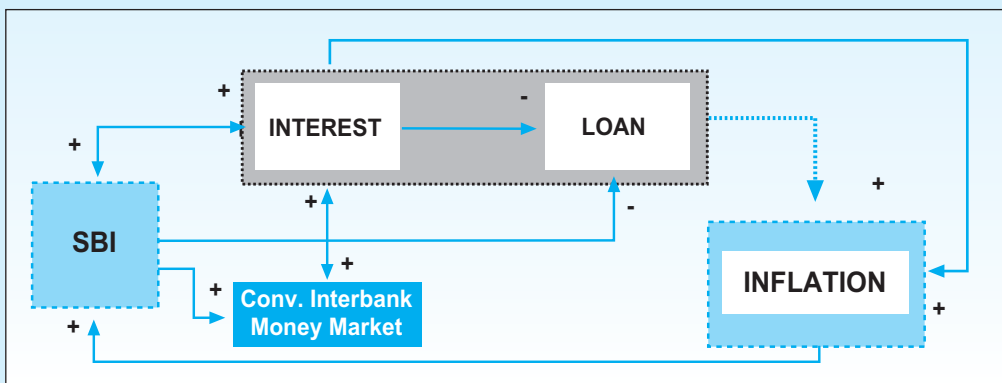 +
-
INTEREST
LOAN
+
+
+
-
SBI
+
+
+
INFLATION
Conv. Interbank
Money Market
+
+